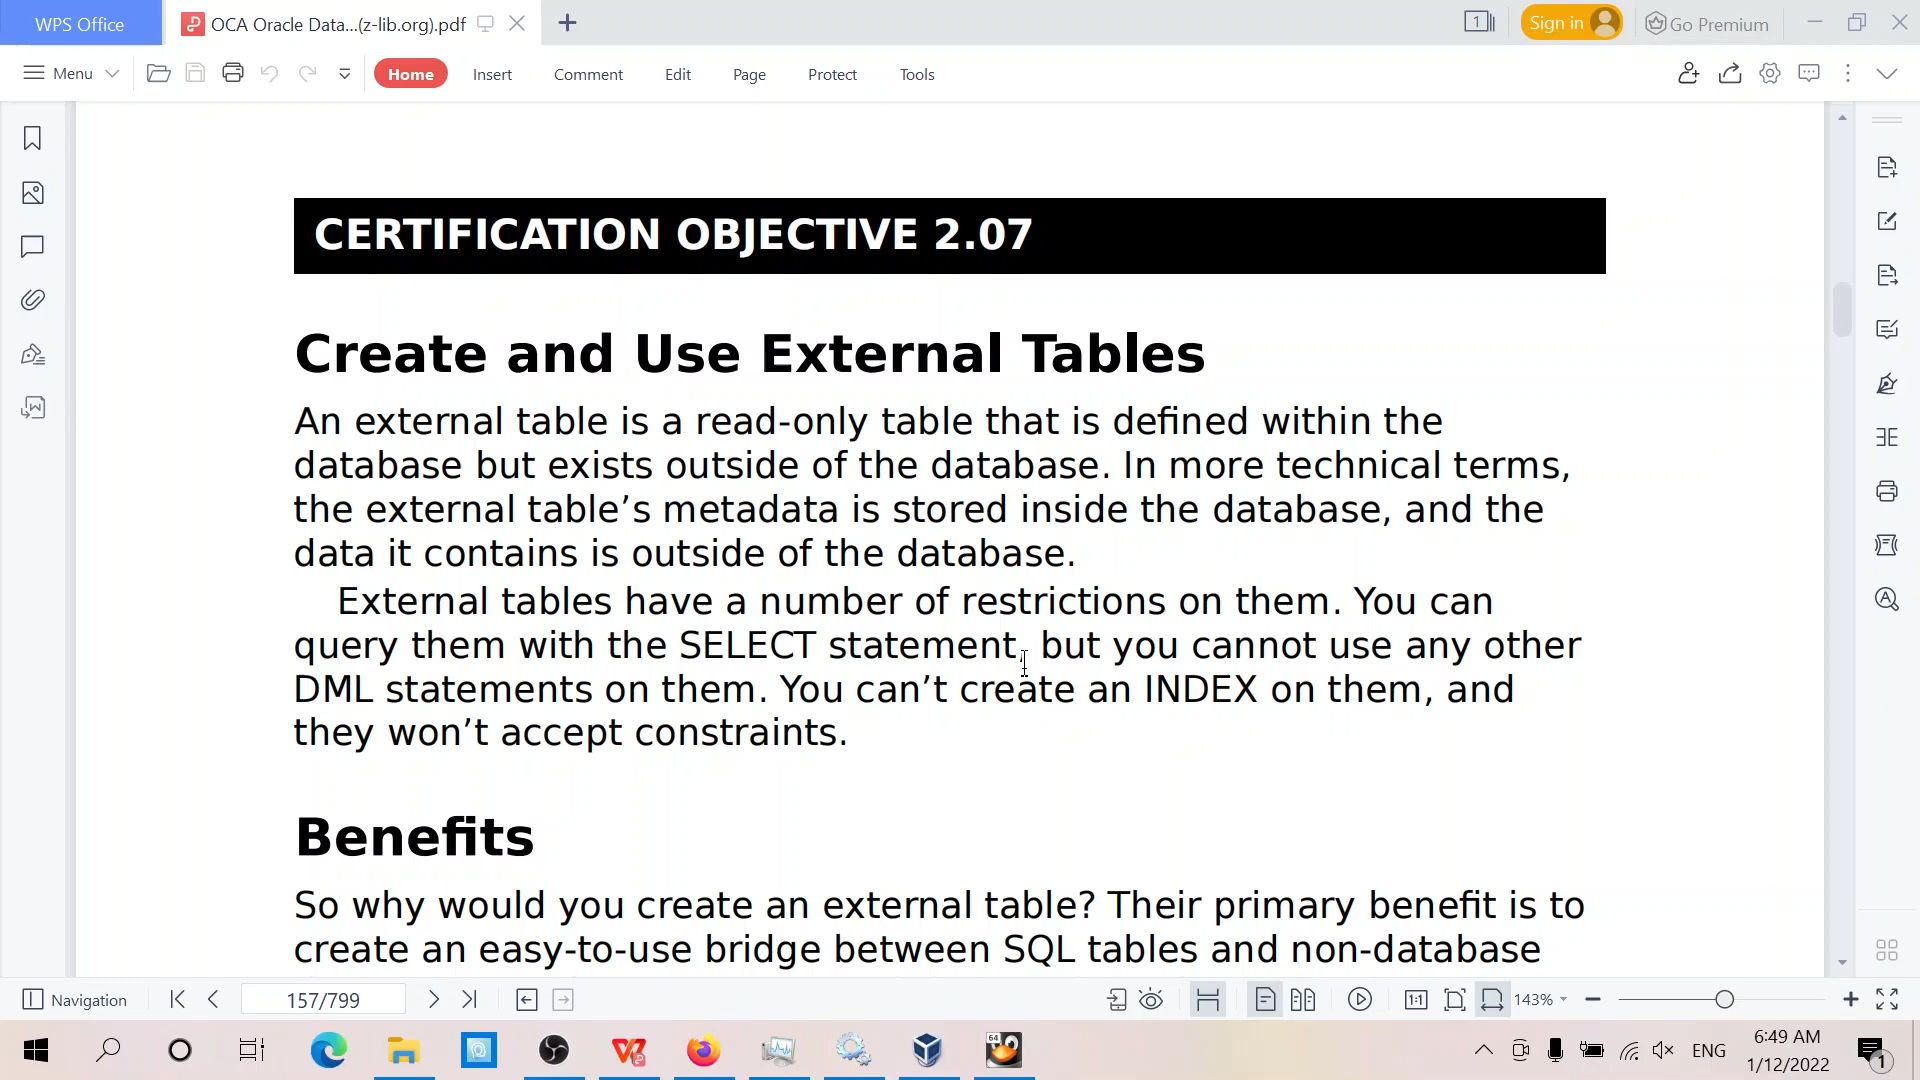 WPS Office
OCA Oracle Data...(z-lib.org).pdf
1
Sign in
Go Premium
Menu
Home
Insert
Comment
Edit
Page
Protect
Tools
CERTIFICATION OBJECTIVE 2.07
Create and Use External Tables
An external table is a read-only table that is defined within the
database but exists outside of the database. In more technical terms,
the external table’s metadata is stored inside the database, and the
data it contains is outside of the database.
External tables have a number of restrictions on them. You can
query them with the SELECT statement, but you cannot use any other
DML statements on them. You can’t create an INDEX on them, and
they won’t accept constraints.
Benefits
So why would you create an external table? Their primary benefit is to
create an easy-to-use bridge between SQL tables and non-database
Navigation
157/799
1:1
143%
64
ENG
6:49 AM
1/12/2022
1